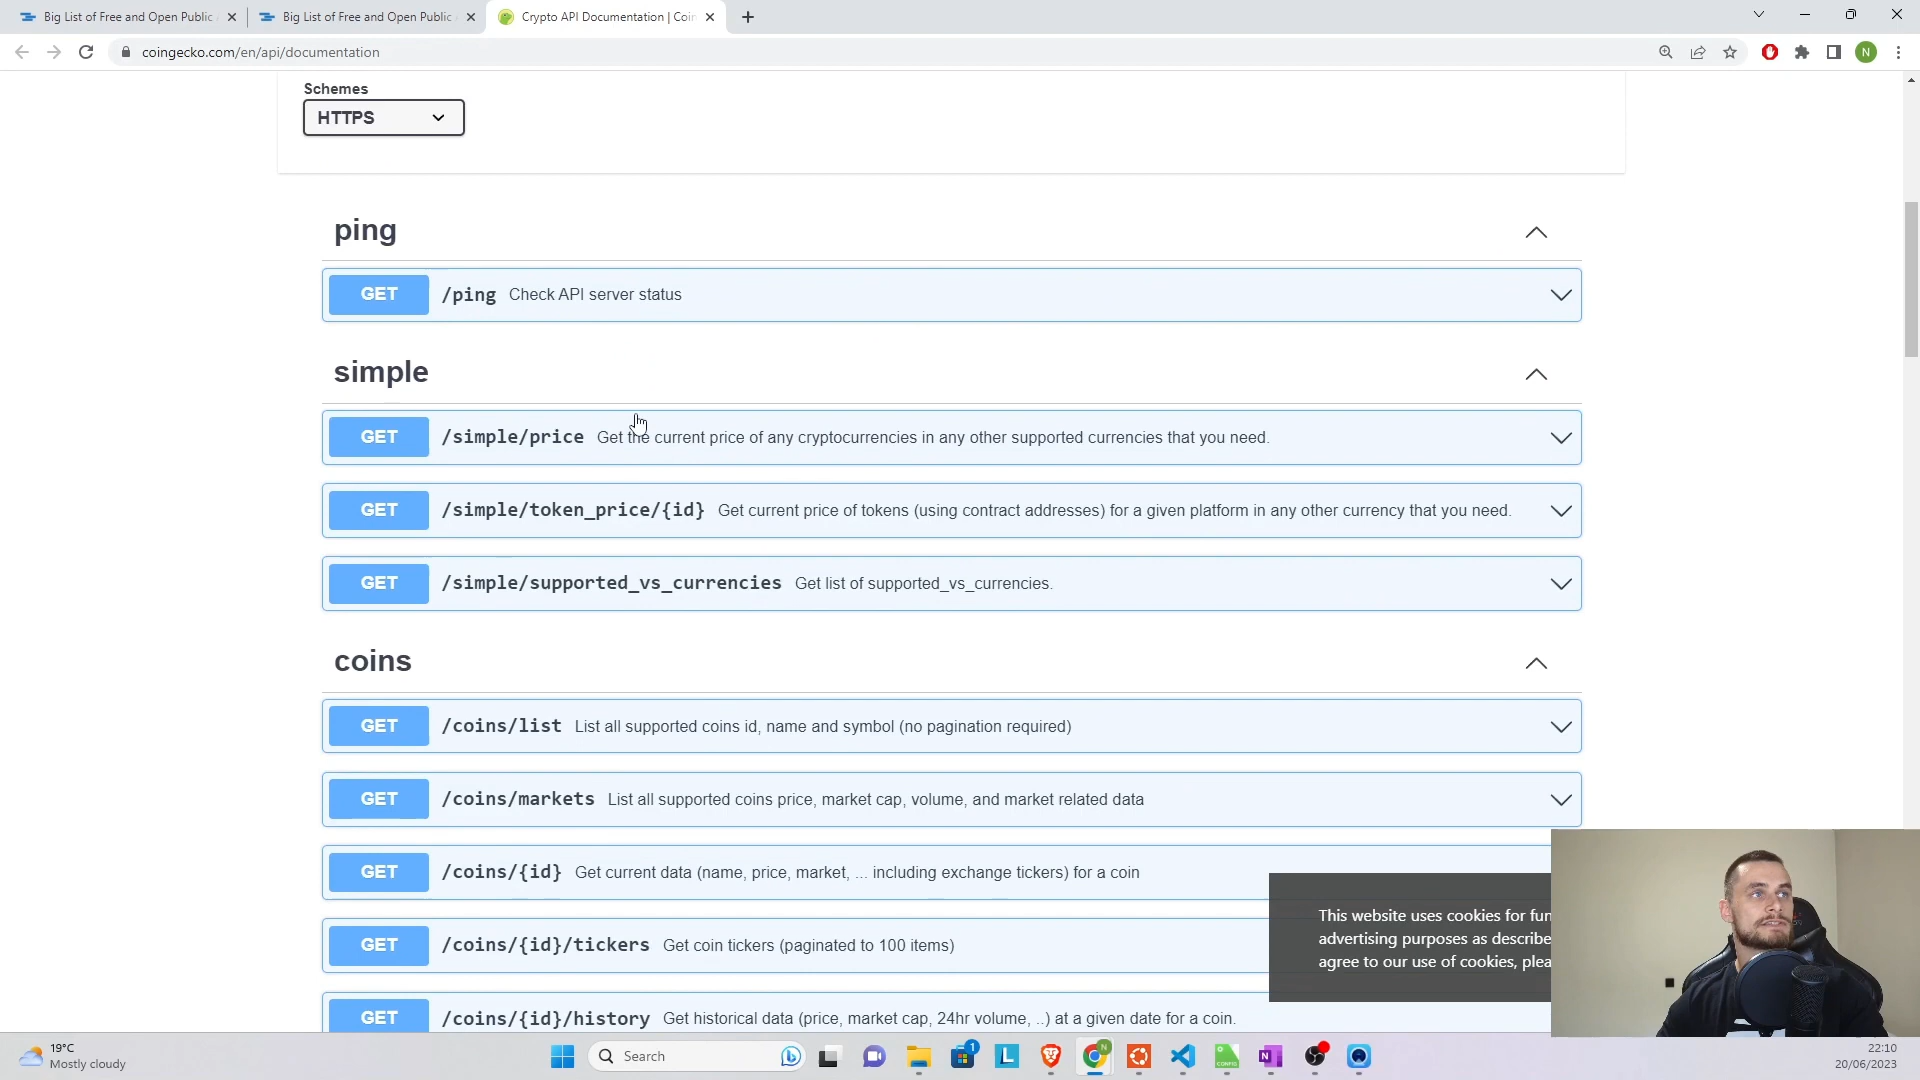 Big List of Free and Open Public
Big List of Free and Open Public
Crypto API Documentation | Coin
coingecko.com/en/api/documentation
N
Schemes
HTTPS
ping
GET /ping Check API server status
simple
GET /simple/price Get the current price of any cryptocurrencies in any other supported currencies that you need.
GET /simple/token_price/{id} Get current price of tokens (using contract addresses) for a given platform in any other currency that you need.
GET /simple/supported_vs_currencies Get list of supported_vs_currencies.
coins
GET /coins/list List all supported coins id, name and symbol (no pagination required)
GET /coins/markets List all supported coins price, market cap, volume, and market related data
GET /coins/{id} Get current data (name, price, market, ... including exchange tickers) for a coin
GET /coins/{id}/tickers Get coin tickers (paginated to 100 items)
GET /coins/{id}/history Get historical data (price, market cap, 24hr volume, ..) at a given date for a coin.
This website uses cookies for fun
advertising purposes as describe
agree to our use of cookies, plea
19°C
Mostly cloudy
Search
1
L
N
CONFIG
N
22:10
20/06/2023